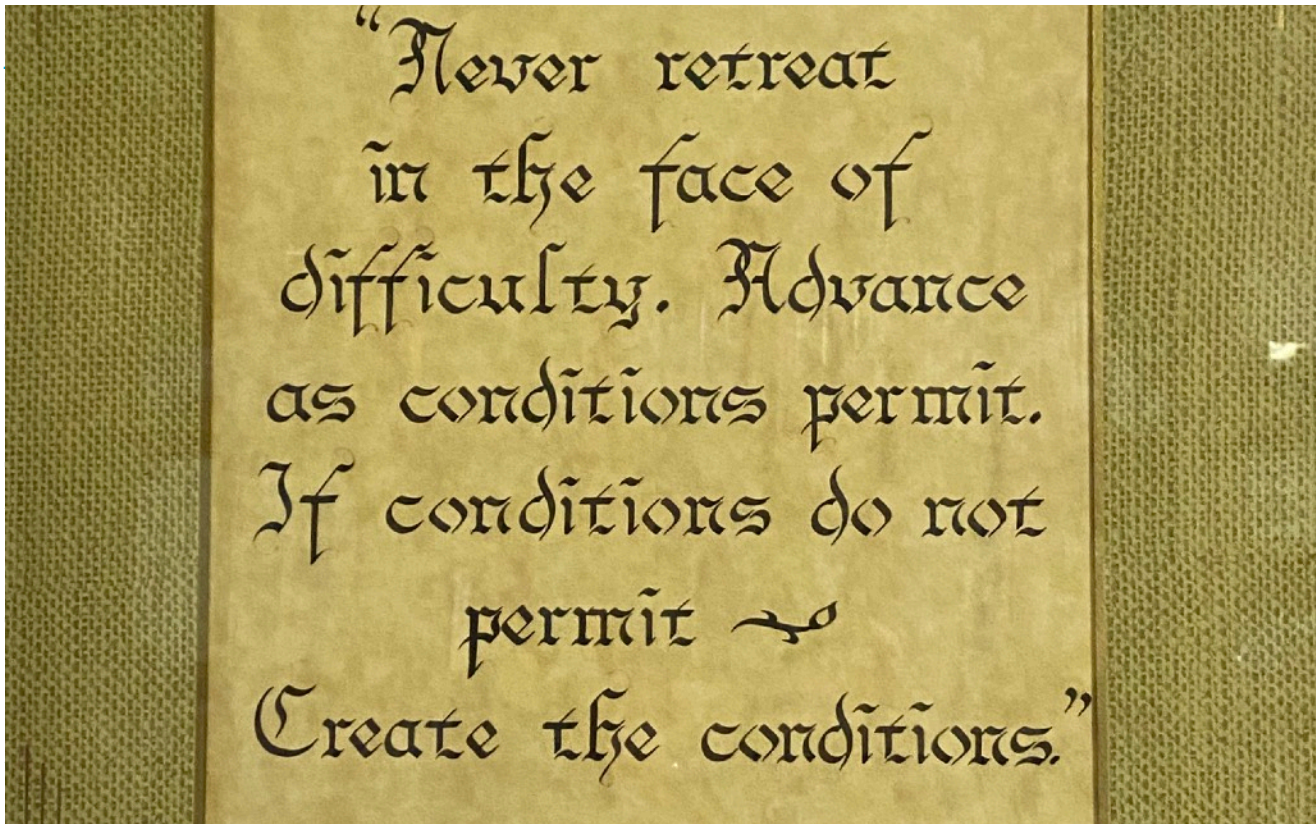 “Never retreat
in the face of
difficulty. Advance
as conditions permit.
If conditions do not
permit ~
Create the conditions.”